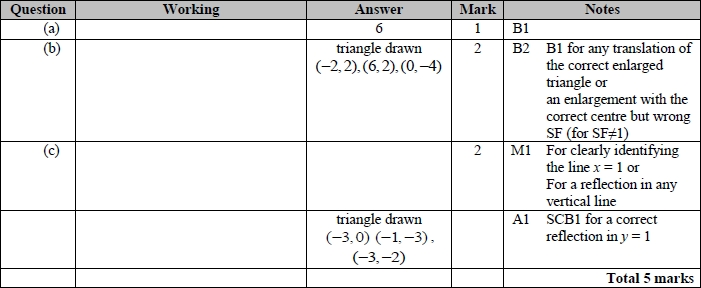 Question Working Answer Mark Notes
(a) 6 1 B1
(b) triangle drawn 2 B2 B1 for any translation of
(−2, 2), (6, 2), (0, −4) the correct enlarged
triangle or
an enlargement with the
correct centre but wrong
SF (for SF≠1)
(c) 2 M1 For clearly identifying
the line x = 1 or
For a reflection in any
vertical line
triangle drawn A1 SCB1 for a correct
(−3, 0) (−1, −3) , reflection in y = 1
(−3, −2)
Total 5 marks